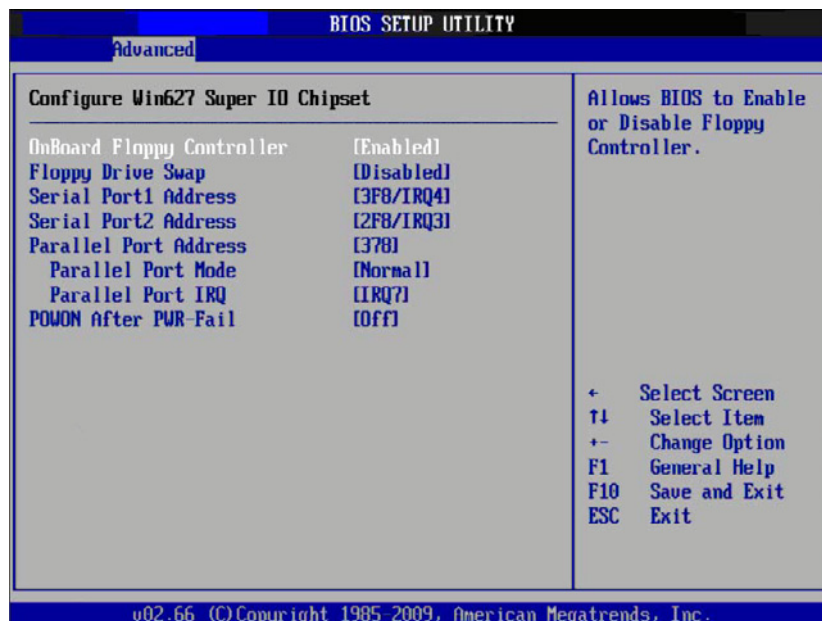 BIOS SETUP UTILITY
Advanced
Configure Win627 Super IO Chipset
OnBoard Floppy Controller [Enabled]
Floppy Drive Swap [Disabled]
Serial Port1 Address [3F8/IRQ4]
Serial Port2 Address [2F8/IRQ3]
Parallel Port Address [378]
Parallel Port Mode [Normal]
Parallel Port IRQ [IRQ7]
POWON After PWR-Fail [Off]
Allows BIOS to Enable
or Disable Floppy
Controller.
← Select Screen
↑↓ Select Item
+- Change Option
F1 General Help
F10 Save and Exit
ESC Exit
v02.66 (C)Copyright 1985-2009, American Megatrends, Inc.